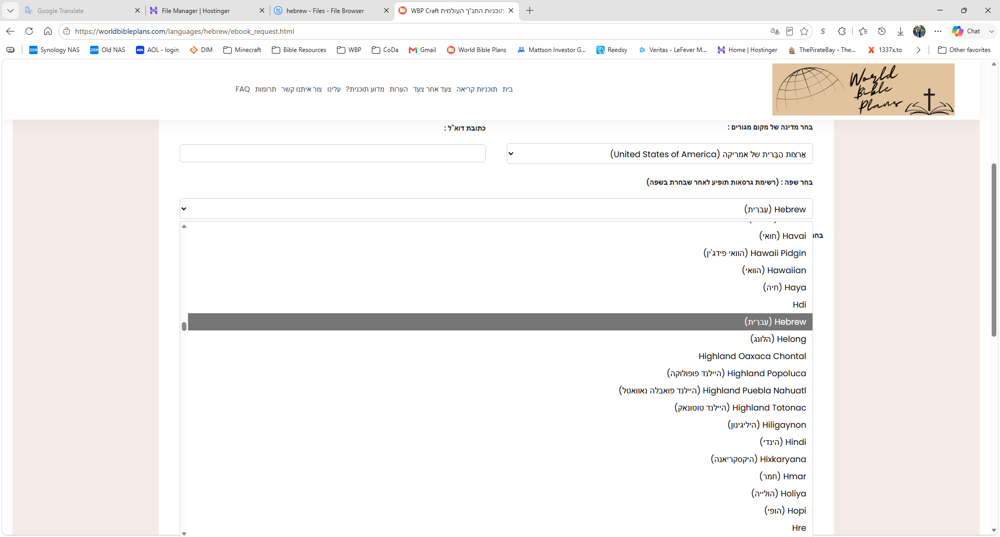 Google Translate
File Manager | Hostinger
hebrew - Files - File Browser
WBP Craft תוכניות התנ"ך העולמית
https://worldbibleplans.com/languages/hebrew/ebook_request.html
Chat
Synology NAS
Old NAS
AOL - login
DIM
Minecraft
Bible Resources
WBP
CoDa
Gmail
World Bible Plans
Mattson Investor G...
Reedsy
Veritas - LeFever M...
Home | Hostinger
ThePirateBay - The...
1337x.to
Other favorites
World
Bible
Plans
בית תוכניות קריאה צעד אחר צעד הערות מדוע תוכנית? עלינו צור איתנו קשר תרומות FAQ
בחר מדינה של מקום מגורים :
כתובת דוא"ל :
אַרצוֹת הַבְּרִית של אמריקה (United States of America)
בחר שפה : (רשימת גרסאות תופיע לאחר שבחרת בשפה)
Hebrew (עִברִית)
Havai (חוואי)
Hawaii Pidgin (הוואי פידג'ין)
Hawaiian (הוואי)
Haya (חיה)
Hdi
Hebrew (עִברִית)
Helong (הלונג)
Highland Oaxaca Chontal
Highland Popoluca (היילנד פופולוקה)
Highland Puebla Nahuatl (היילנד פואבלה נאוואטל)
Highland Totonac (היילנד טוטונאק)
Hiligaynon (היליגינון)
Hindi (הינדי)
Hixkaryana (היקסקריאנה)
Hmar (חמר)
Holiya (הולייה)
Hopi (הופי)
Hre